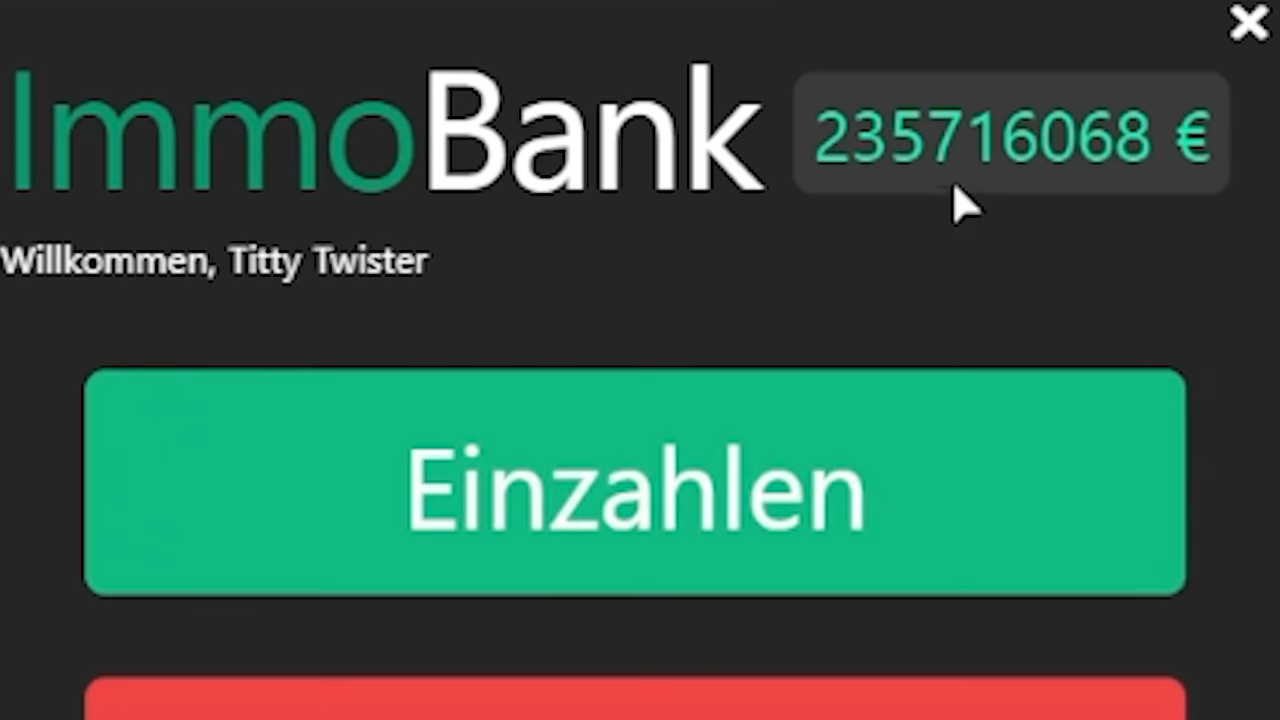 ImmoBank
235716068 €
Willkommen, Titty Twister
Einzahlen